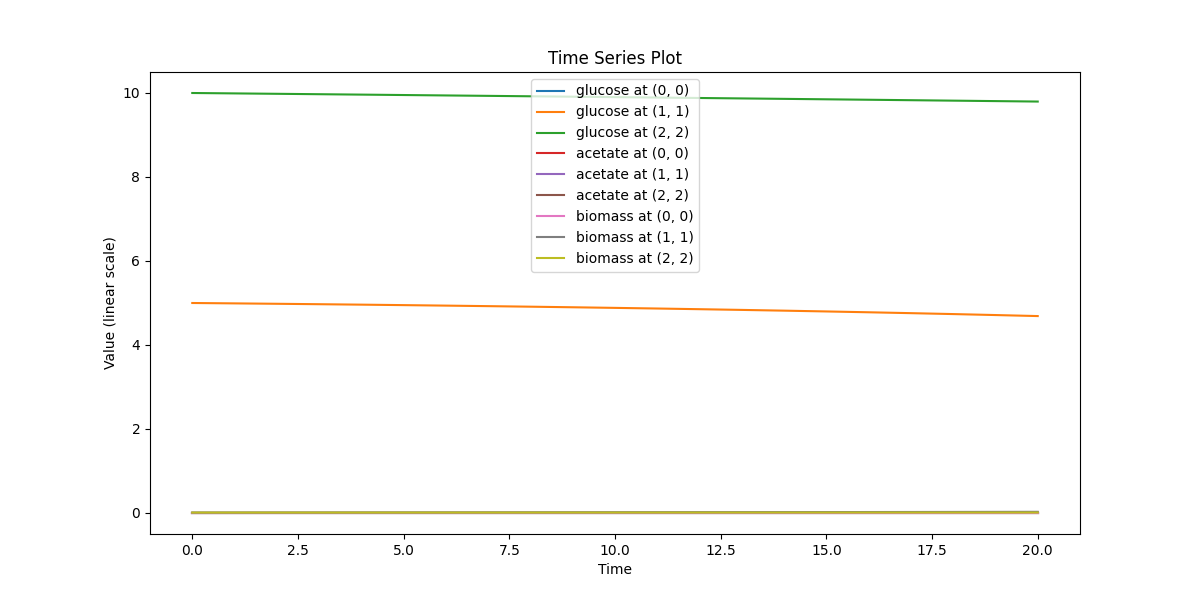 Time Series Plot
glucose at (0, 0)
glucose at (1, 1)
glucose at (2, 2)
acetate at (0, 0)
acetate at (1, 1)
acetate at (2, 2)
biomass at (0, 0)
biomass at (1, 1)
biomass at (2, 2)
Value (linear scale)
10
8
6
4
2
0
0.0
2.5
5.0
7.5
10.0
12.5
15.0
17.5
20.0
Time